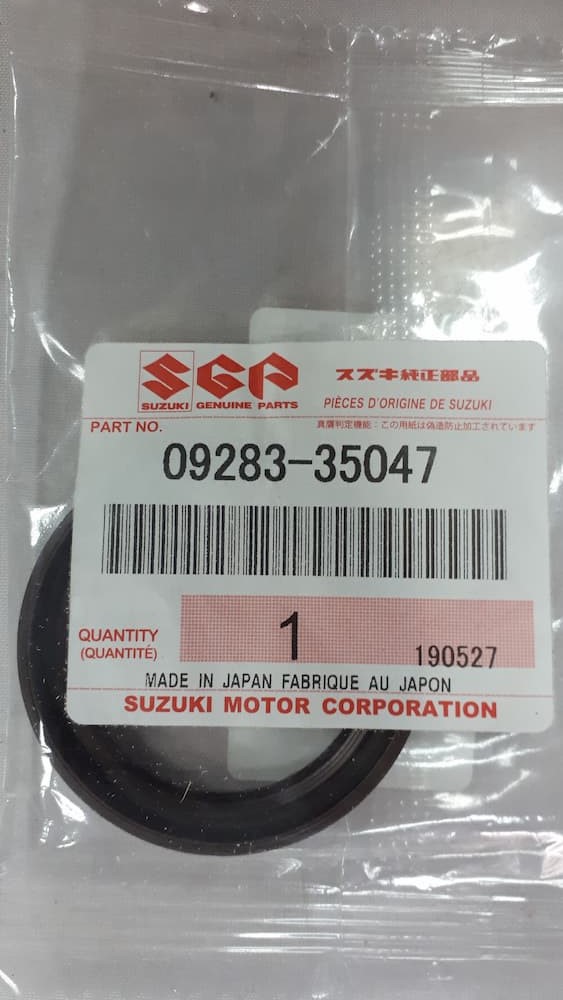 SGP
スズキ純正部品
SUZUKI GENUINE PARTS
PIÈCES D'ORIGINE DE SUZUKI
PART NO.
真贋判定機能：この用紙は偽造防止加工されています
09283-35047
QUANTITY
(QUANTITÉ)
1
190527
MADE IN JAPAN FABRIQUE AU JAPON
SUZUKI MOTOR CORPORATION